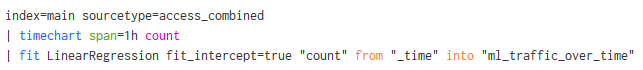 index=main sourcetype=access_combined
| timechart span=1h count
| fit LinearRegression fit_intercept=true "count" from "_time" into "ml_traffic_over_time"